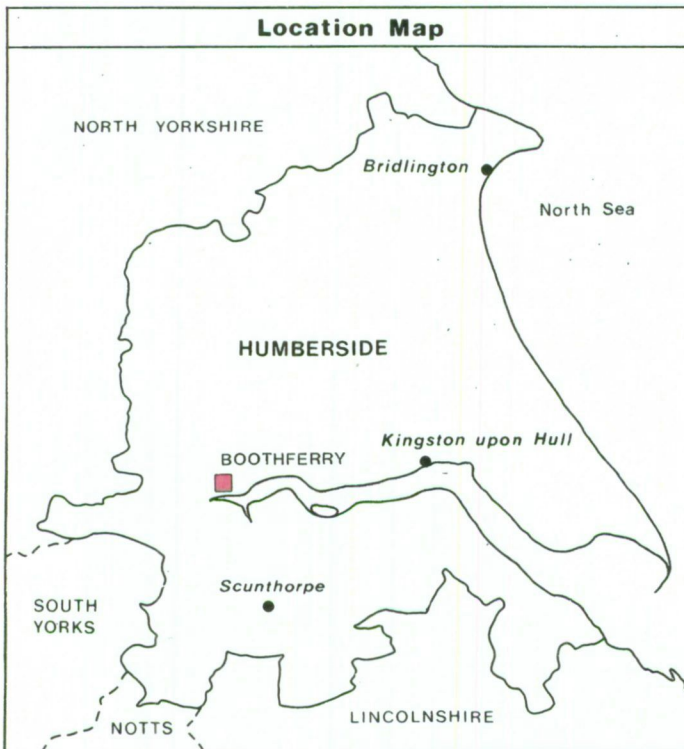 Location Map
NORTH YORKSHIRE
Bridlington
North Sea
HUMBERSIDE
Kingston upon Hull
BOOTHFERRY
Scunthorpe
SOUTH
YORKS
NOTTS
LINCOLNSHIRE